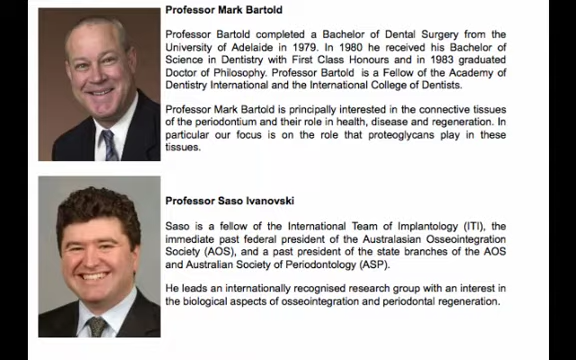 Professor Mark Bartold
Professor Bartold completed a Bachelor of Dental Surgery from the
University of Adelaide in 1979. In 1980 he received his Bachelor of
Science in Dentistry with First Class Honours and in 1983 graduated
Doctor of Philosophy. Professor Bartold is a Fellow of the Academy of
Dentistry International and the International College of Dentists.
Professor Mark Bartold is principally interested in the connective tissues
of the periodontium and their role in health, disease and regeneration. In
particular our focus is on the role that proteoglycans play in these
tissues.
Professor Saso Ivanovski
Saso is a fellow of the International Team of Implantology (ITI), the
immediate past federal president of the Australasian Osseointegration
Society (AOS), and a past president of the state branches of the AOS
and Australian Society of Periodontology (ASP).
He leads an internationally recognised research group with an interest in
the biological aspects of osseointegration and periodontal regeneration.